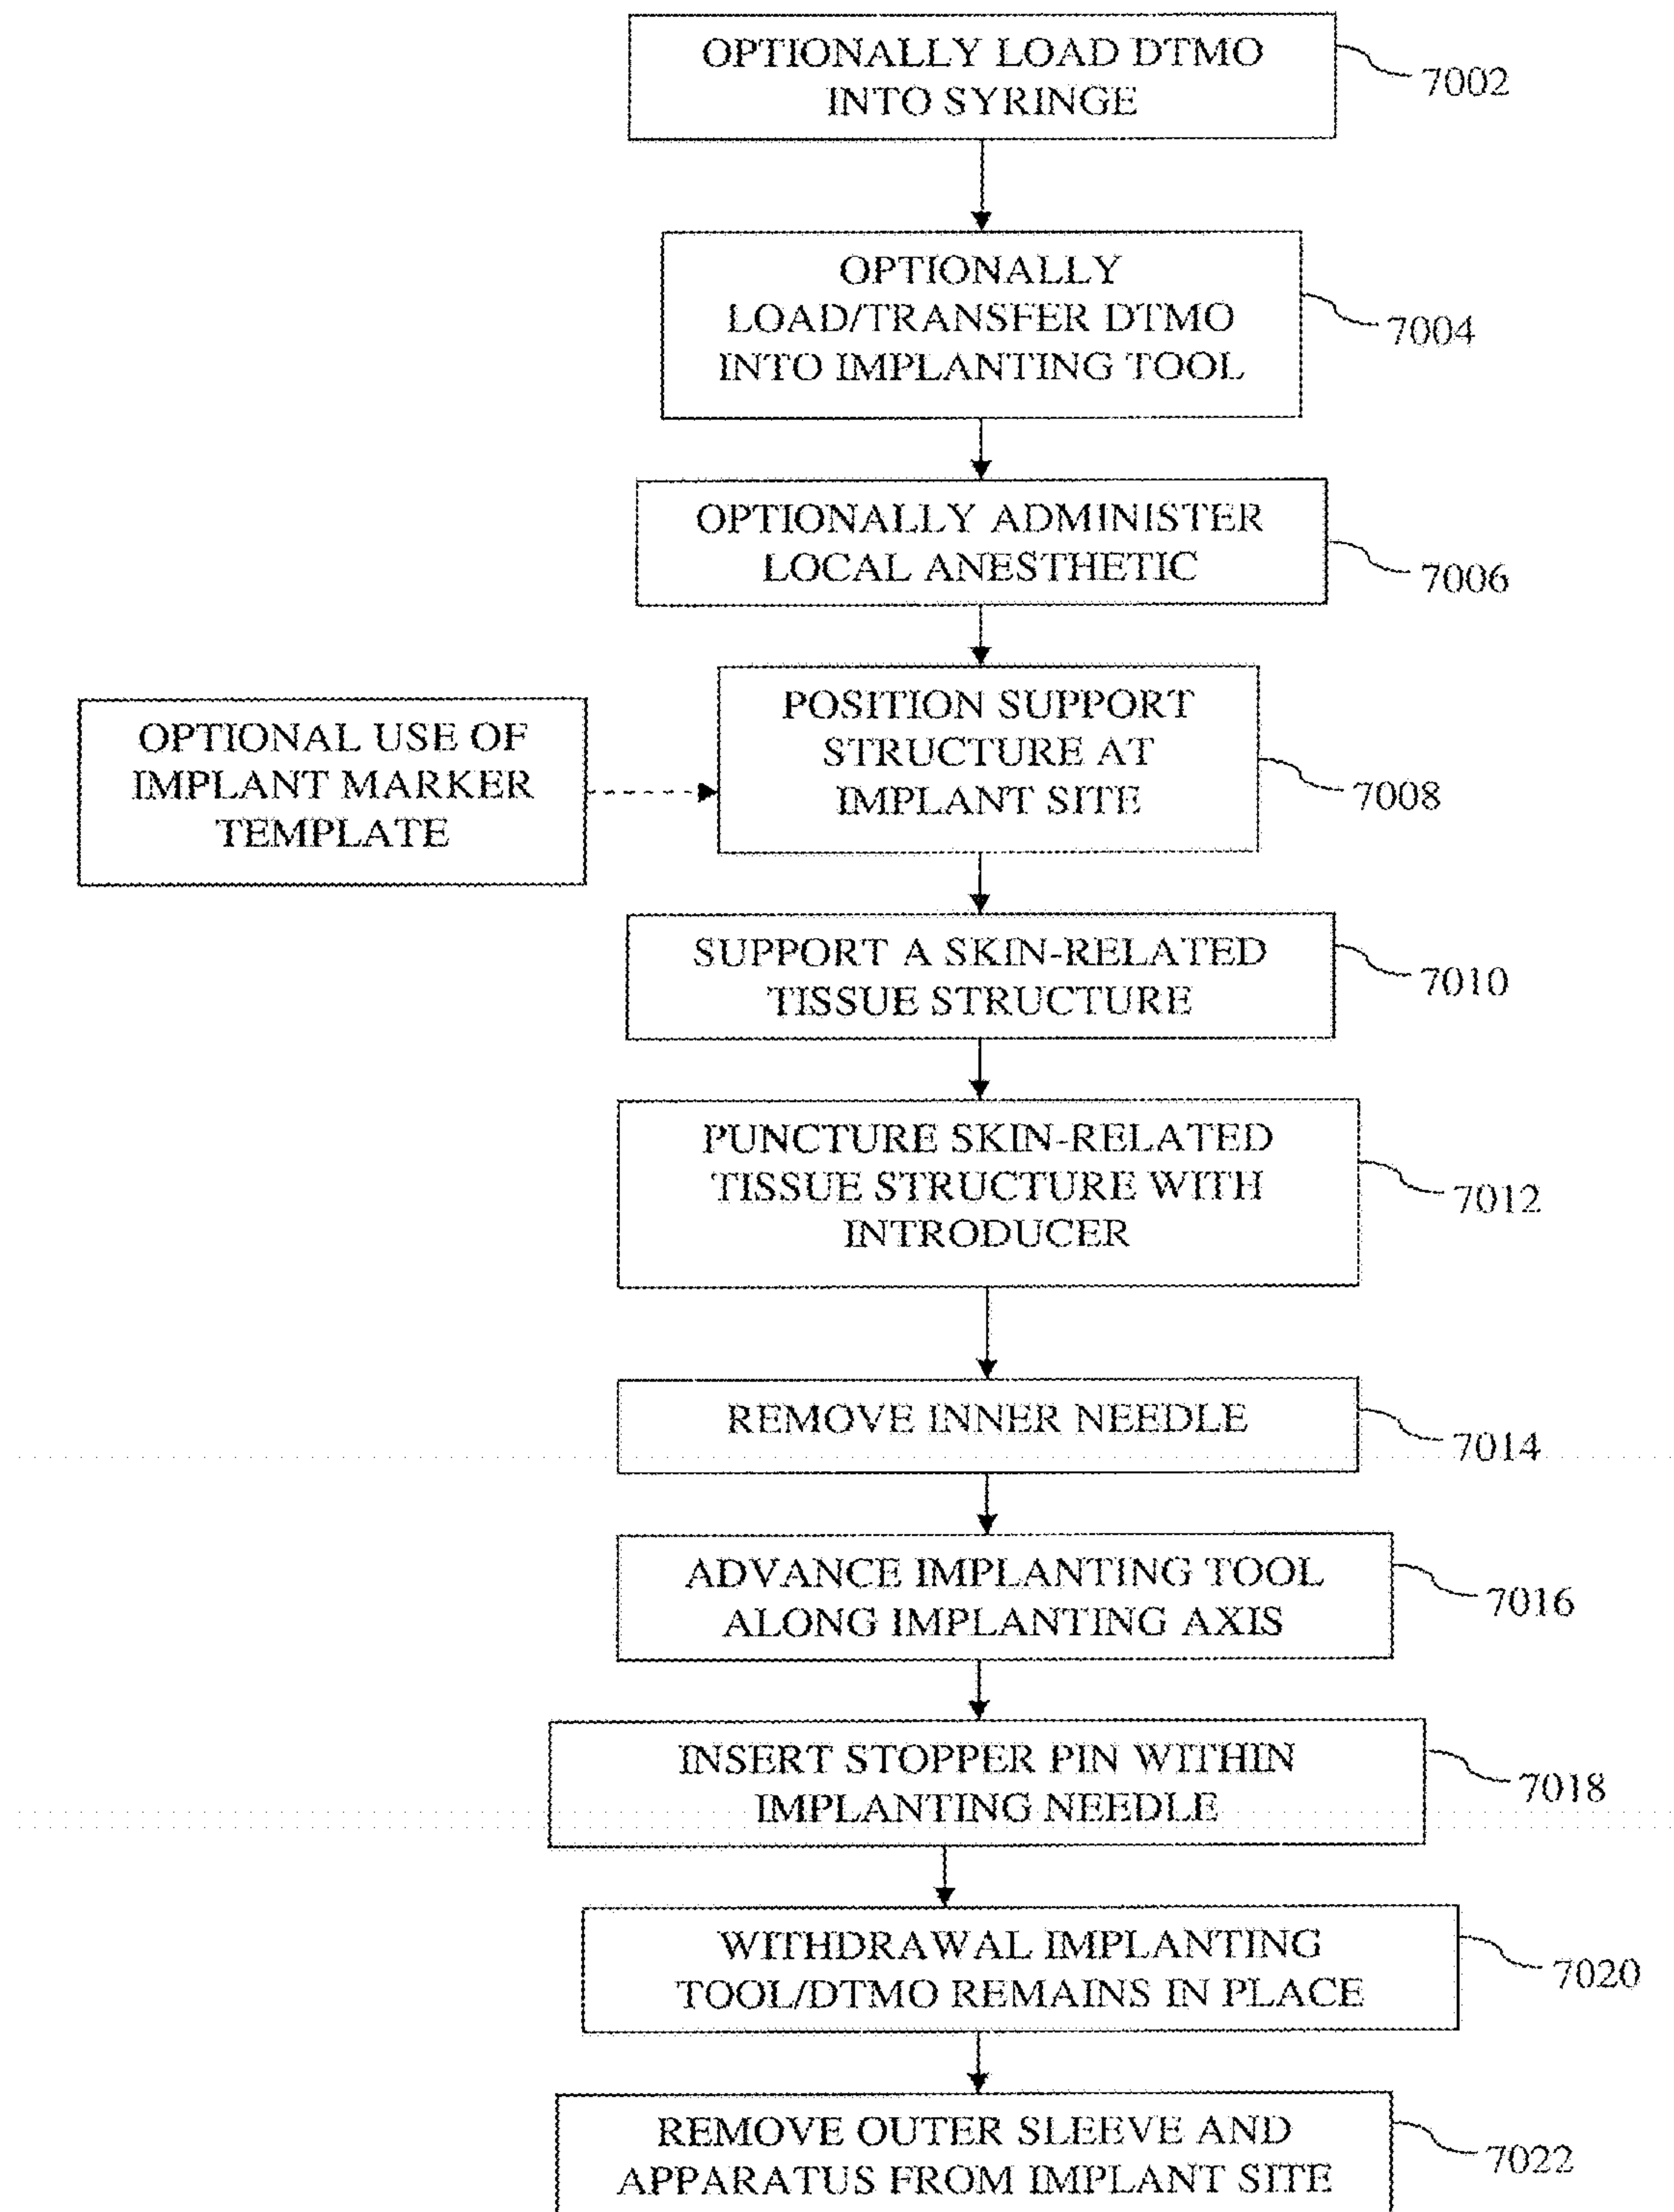 OPTIONALLY LOAD DTMO
INTO SYRINGE
7002
OPTIONALLY
LOAD/TRANSFER DTMO
INTO IMPLANTING TOOL
7004
OPTIONALLY ADMINISTER
LOCAL ANESTHETIC
7006
OPTIONAL USE OF
IMPLANT MARKER
TEMPLATE
POSITION SUPPORT
STRUCTURE AT
IMPLANT SITE
7008
SUPPORT A SKIN-RELATED
TISSUE STRUCTURE
7010
PUNCTURE SKIN-RELATED
TISSUE STRUCTURE WITH
INTRODUCER
7012
REMOVE INNER NEEDLE
7014
ADVANCE IMPLANTING TOOL
ALONG IMPLANTING AXIS
7016
INSERT STOPPER PIN WITHIN
IMPLANTING NEEDLE
7018
WITHDRAWAL IMPLANTING
TOOL/DTMO REMAINS IN PLACE
7020
REMOVE OUTER SLEEVE AND
APPARATUS FROM IMPLANT SITE
7022